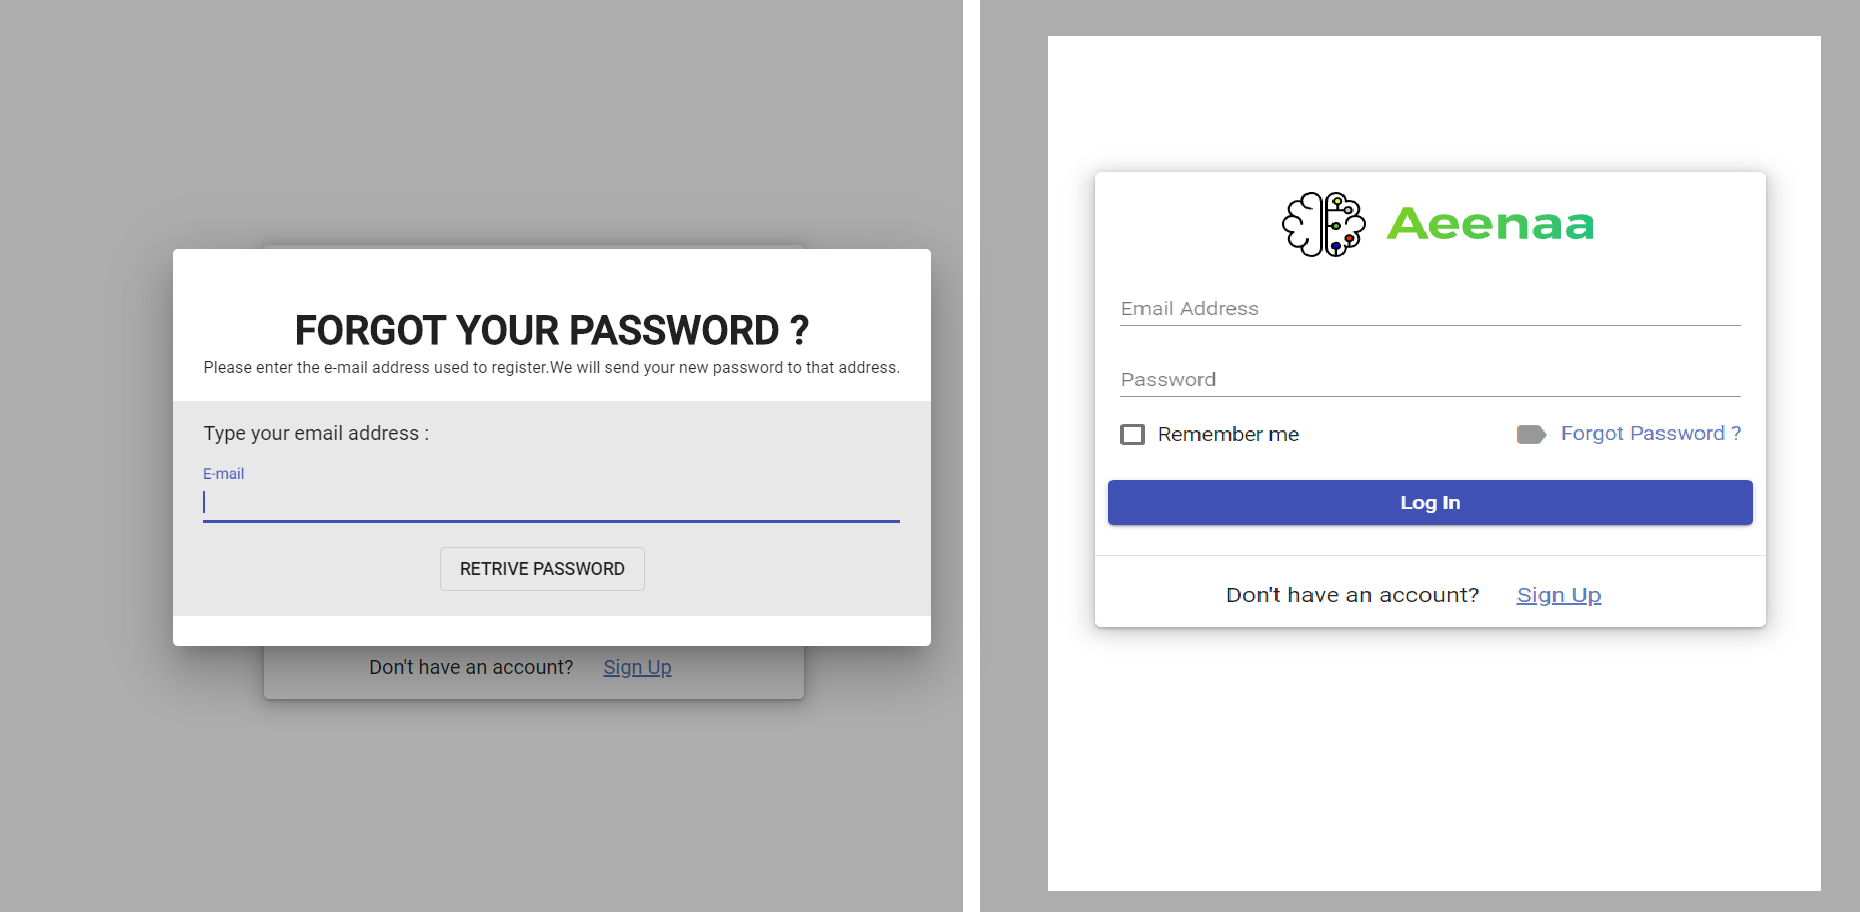 FORGOT YOUR PASSWORD ?
Please enter the e-mail address used to register.We will send your new password to that address.
Type your email address :
E-mail
RETRIVE PASSWORD
Don't have an account? Sign Up
Aeenaa
Email Address
Password
Remember me Forgot Password ?
Log In
Don't have an account? Sign Up